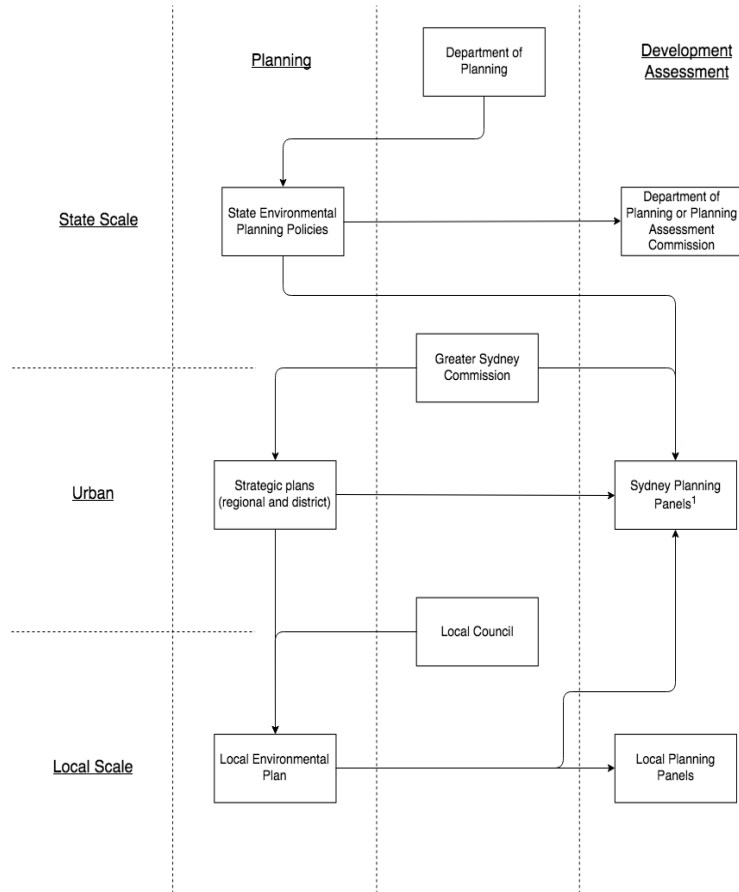 Planning
Department of
Planning
Development
Assessment
State Scale
State Environmental
Planning Policies
Department of
Planning or Planning
Assessment
Commission
Greater Sydney
Commission
Urban
Strategic plans
(regional and district)
Sydney Planning
Panels¹
Local Council
Local Scale
Local Environmental
Plan
Local Planning
Panels